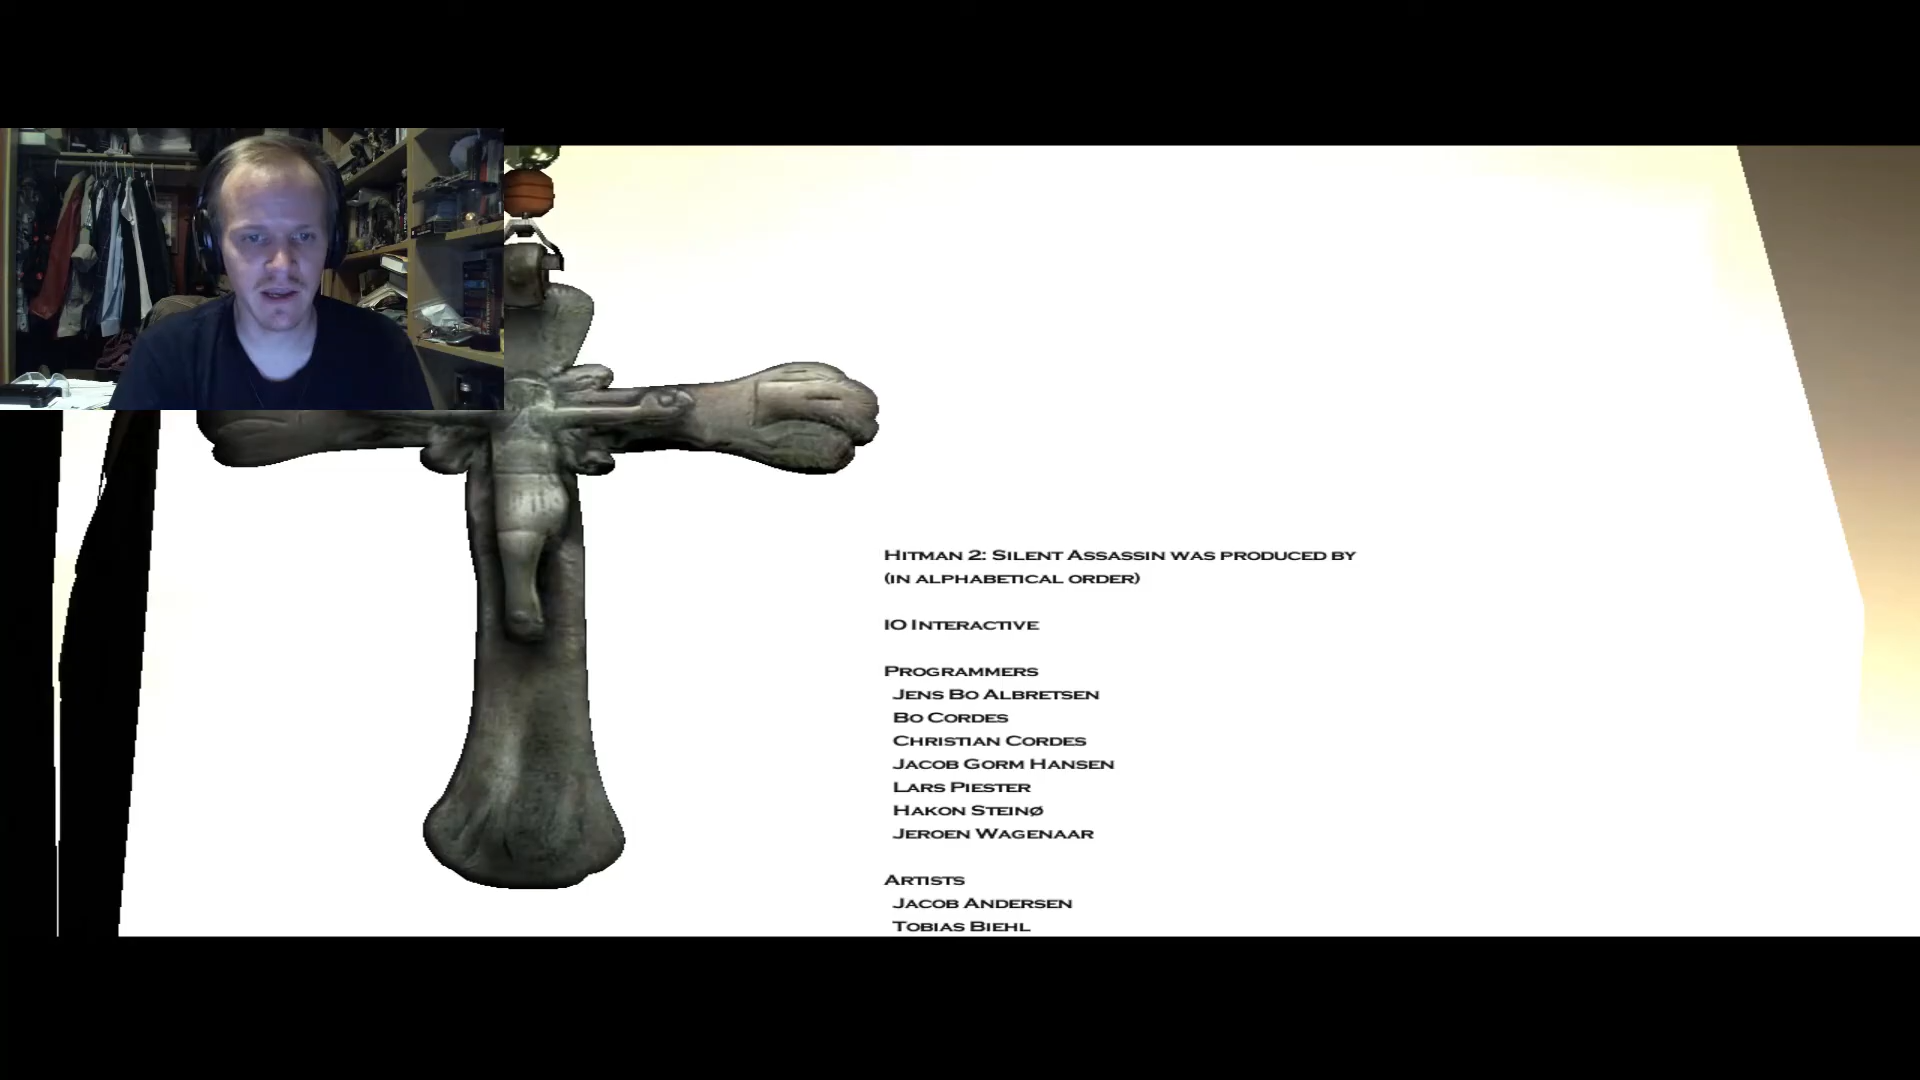 Hitman 2: Silent Assassin was produced by
(in alphabetical order)
IO Interactive
Programmers
Jens Bo Albretsen
Bo Cordes
Christian Cordes
Jacob Gorm Hansen
Lars Piester
Hakon Steinø
Jeroen Wagenaar
Artists
Jacob Andersen
Tobias Biehl